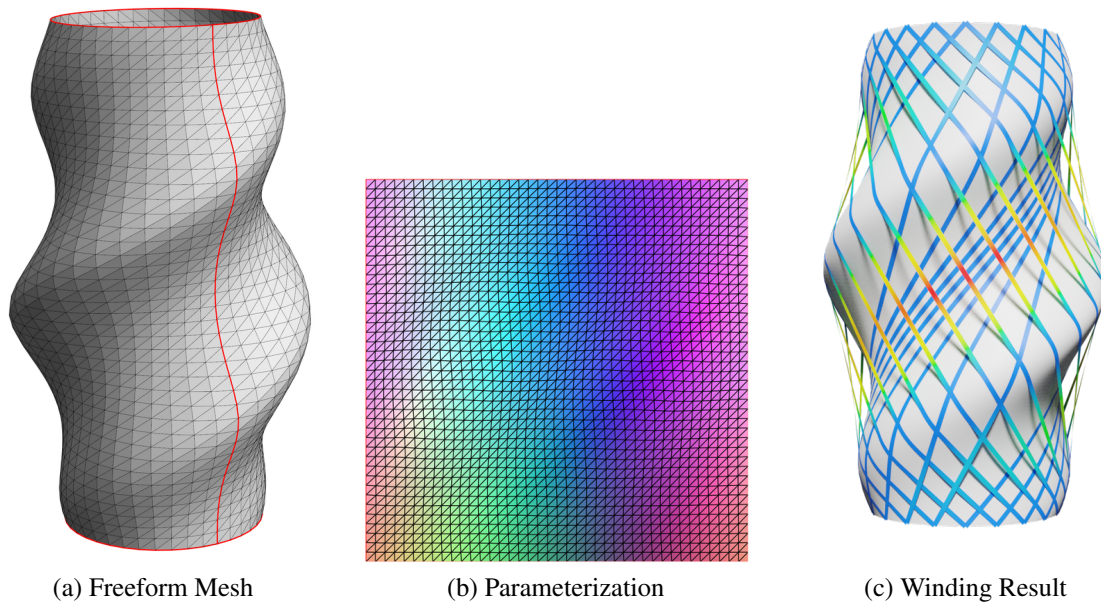 (a) Freeform Mesh
(b) Parameterization
(c) Winding Result